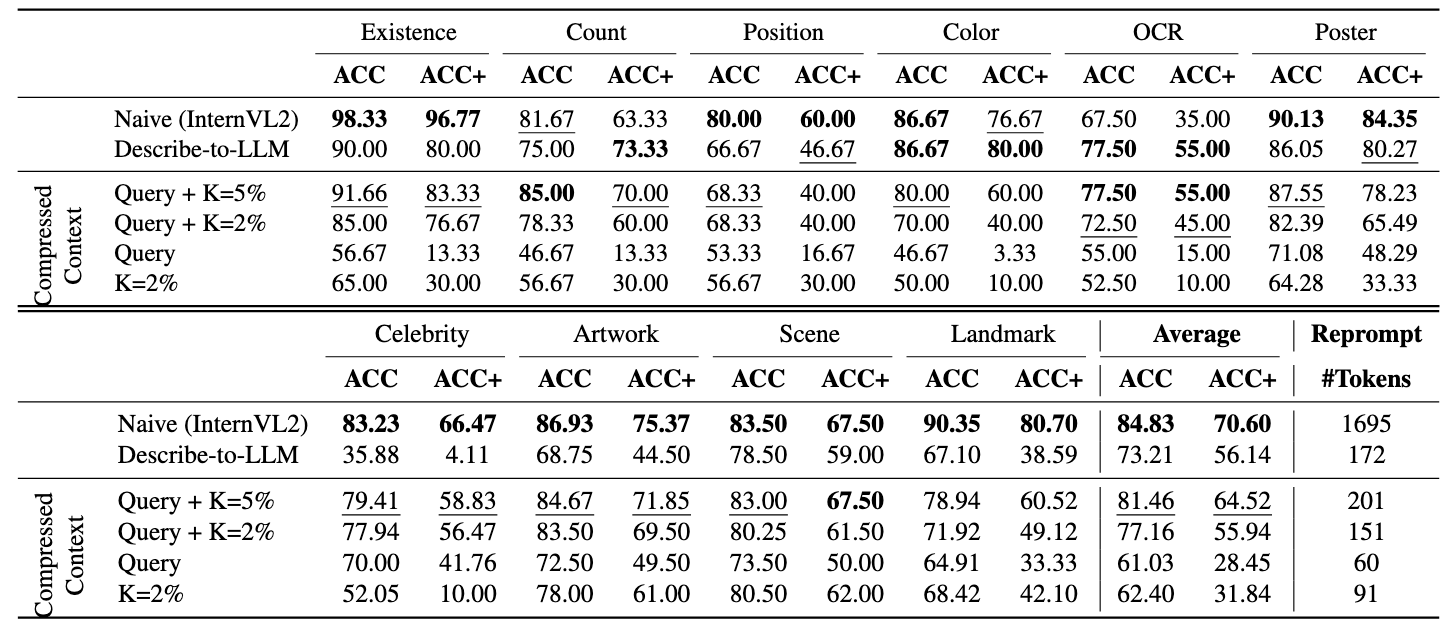 Existence Count Position Color OCR Poster
ACC ACC+ ACC ACC+ ACC ACC+ ACC ACC+ ACC ACC+ ACC ACC+
Naive (InternVL2) 98.33 96.77 81.67 63.33 80.00 60.00 86.67 76.67 67.50 35.00 90.13 84.35
Describe-to-LLM 90.00 80.00 75.00 73.33 66.67 46.67 86.67 80.00 77.50 55.00 86.05 80.27
Compressed
Context
Query + K=5% 91.66 83.33 85.00 70.00 68.33 40.00 80.00 60.00 77.50 55.00 87.55 78.23
Query + K=2% 85.00 76.67 78.33 60.00 68.33 40.00 70.00 40.00 72.50 45.00 82.39 65.49
Query 56.67 13.33 46.67 13.33 53.33 16.67 46.67 3.33 55.00 15.00 71.08 48.29
K=2% 65.00 30.00 56.67 30.00 56.67 30.00 50.00 10.00 52.50 10.00 64.28 33.33
Celebrity Artwork Scene Landmark Average Reprompt
ACC ACC+ ACC ACC+ ACC ACC+ ACC ACC+ ACC ACC+ #Tokens
Naive (InternVL2) 83.23 66.47 86.93 75.37 83.50 67.50 90.35 80.70 84.83 70.60 1695
Describe-to-LLM 35.88 4.11 68.75 44.50 78.50 59.00 67.10 38.59 73.21 56.14 172
Compressed
Context
Query + K=5% 79.41 58.83 84.67 71.85 83.00 67.50 78.94 60.52 81.46 64.52 201
Query + K=2% 77.94 56.47 83.50 69.50 80.25 61.50 71.92 49.12 77.16 55.94 151
Query 70.00 41.76 72.50 49.50 73.50 50.00 64.91 33.33 61.03 28.45 60
K=2% 52.05 10.00 78.00 61.00 80.50 62.00 68.42 42.10 62.40 31.84 91